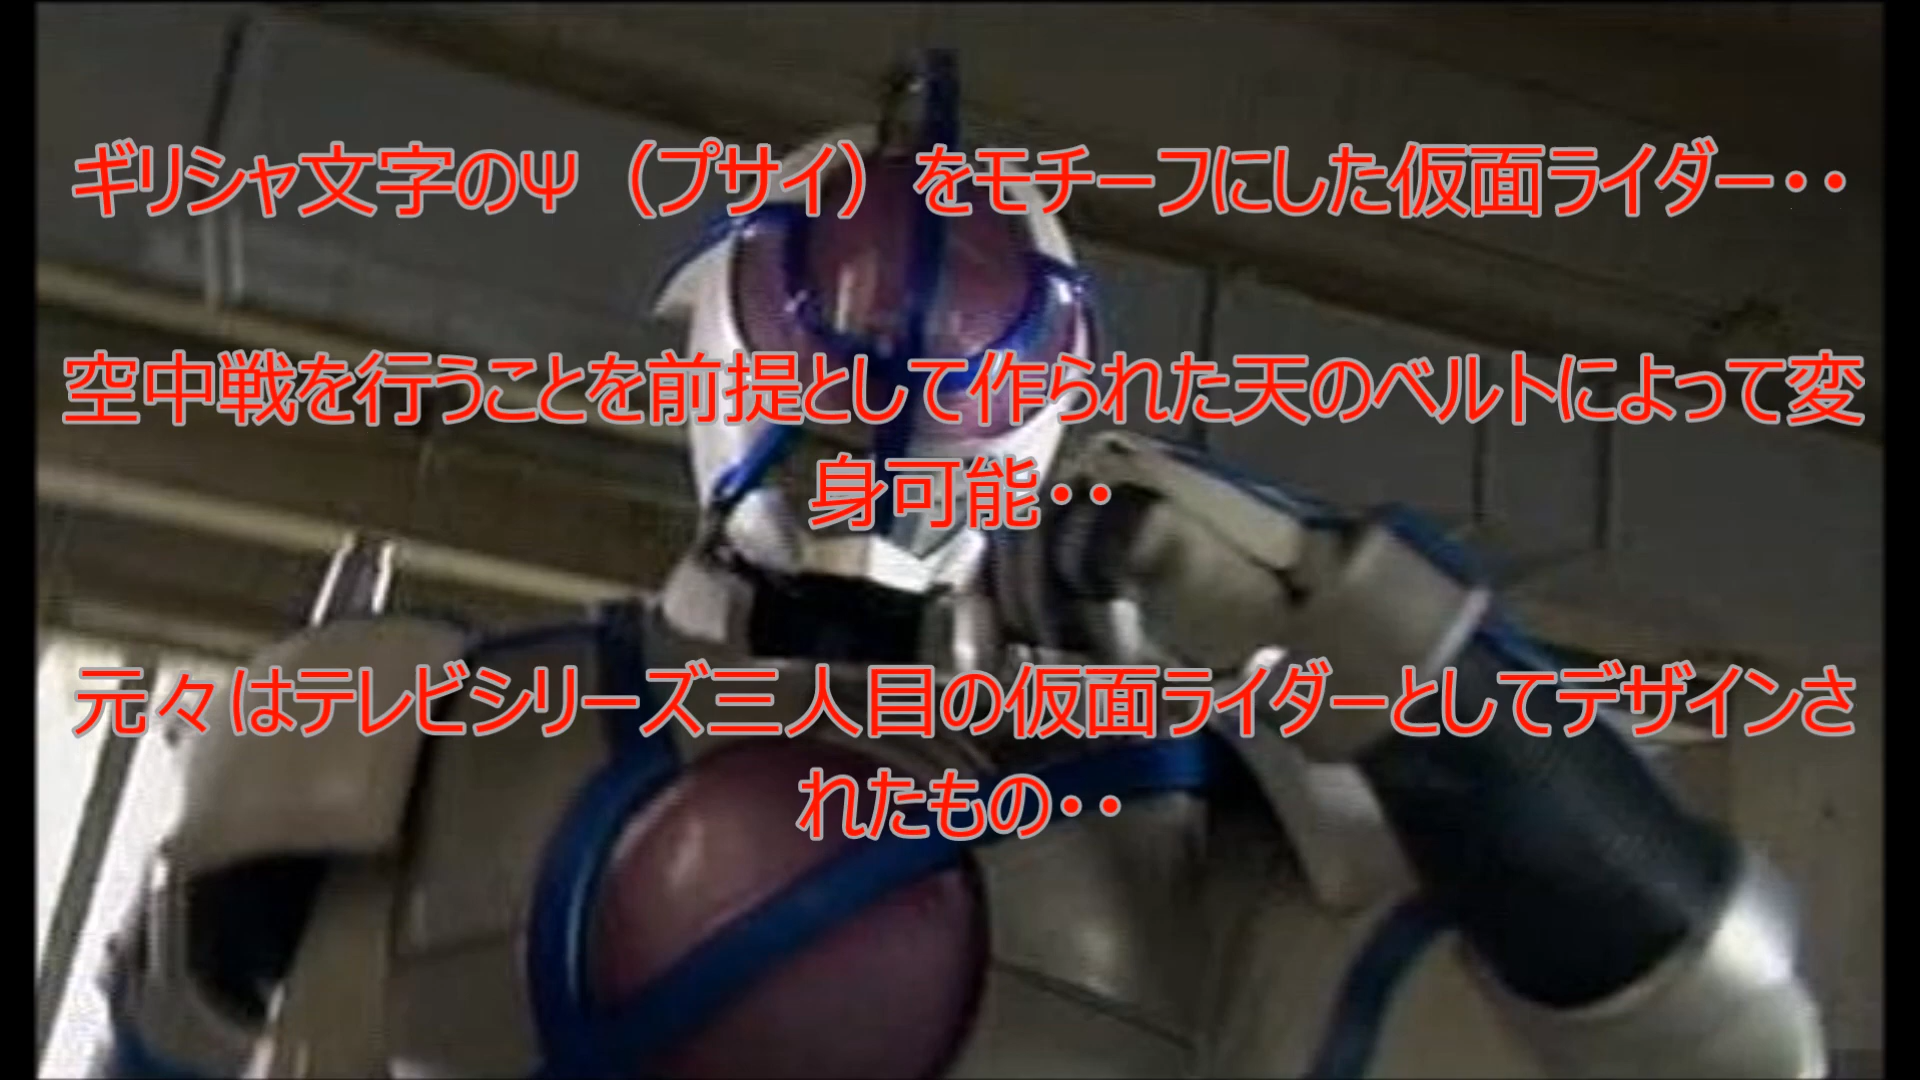 ギリシャ文字のΨ（プサイ）をモチーフにした仮面ライダー・・
空中戦を行うことを前提として作られた天のベルトによって変
身可能・・
元々はテレビシリーズ三人目の仮面ライダーとしてデザインさ
れたもの・・